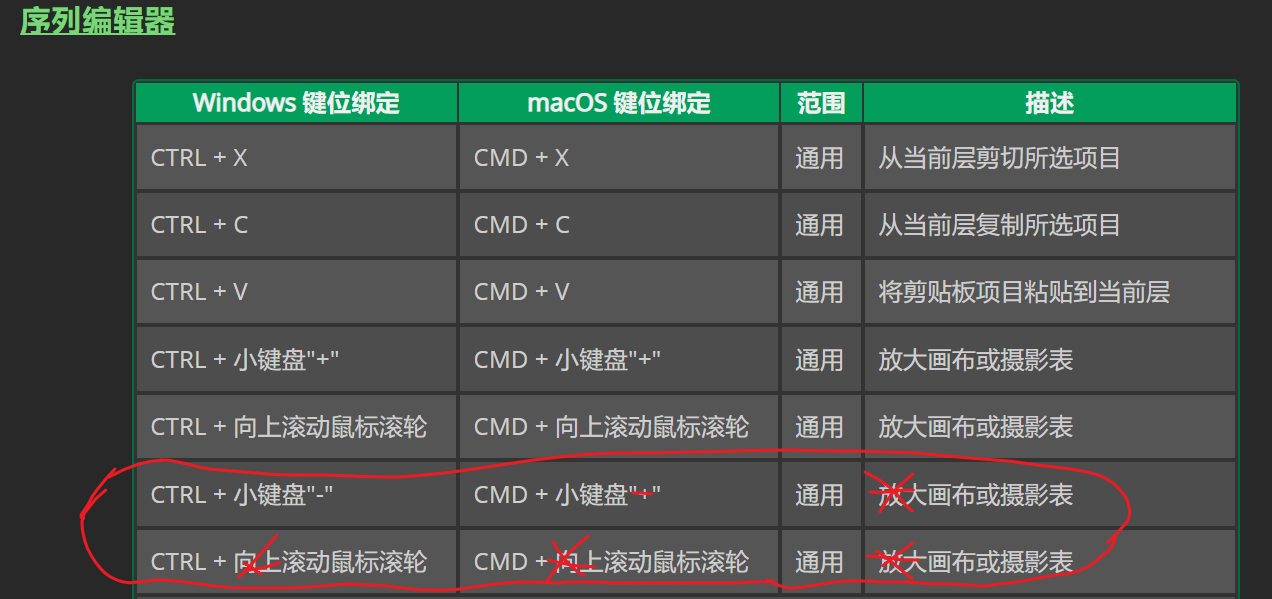 序列编辑器
Windows 键位绑定 macOS 键位绑定 范围 描述
CTRL + X CMD + X 通用 从当前层剪切所选项目
CTRL + C CMD + C 通用 从当前层复制所选项目
CTRL + V CMD + V 通用 将剪贴板项目粘贴到当前层
CTRL + 小键盘"+" CMD + 小键盘"+" 通用 放大画布或摄影表
CTRL + 向上滚动鼠标滚轮 CMD + 向上滚动鼠标滚轮 通用 放大画布或摄影表
CTRL + 小键盘"-" CMD + 小键盘"+" 通用 放大画布或摄影表
CTRL + 向上滚动鼠标滚轮 CMD + 向上滚动鼠标滚轮 通用 放大画布或摄影表